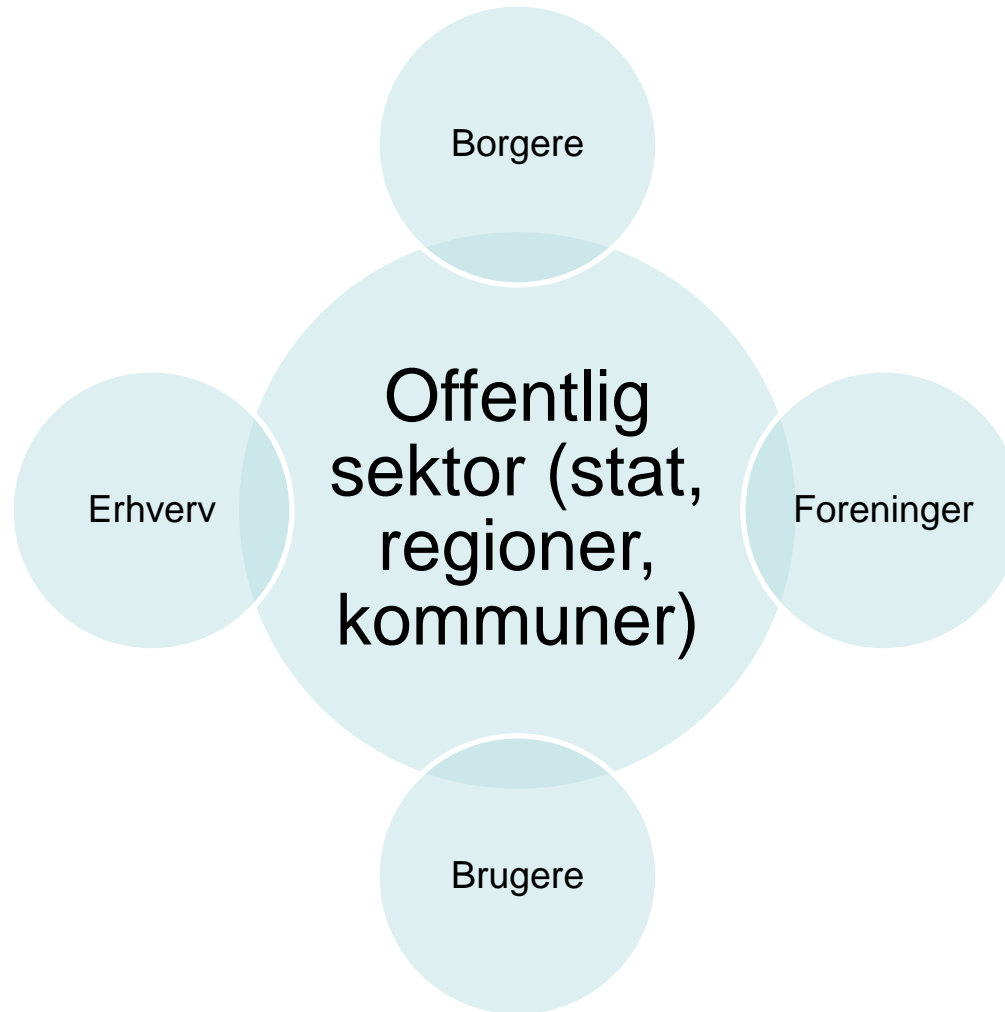 Borgere
Offentlig
sektor (stat,
regioner,
kommuner)
Erhverv
Foreninger
Brugere